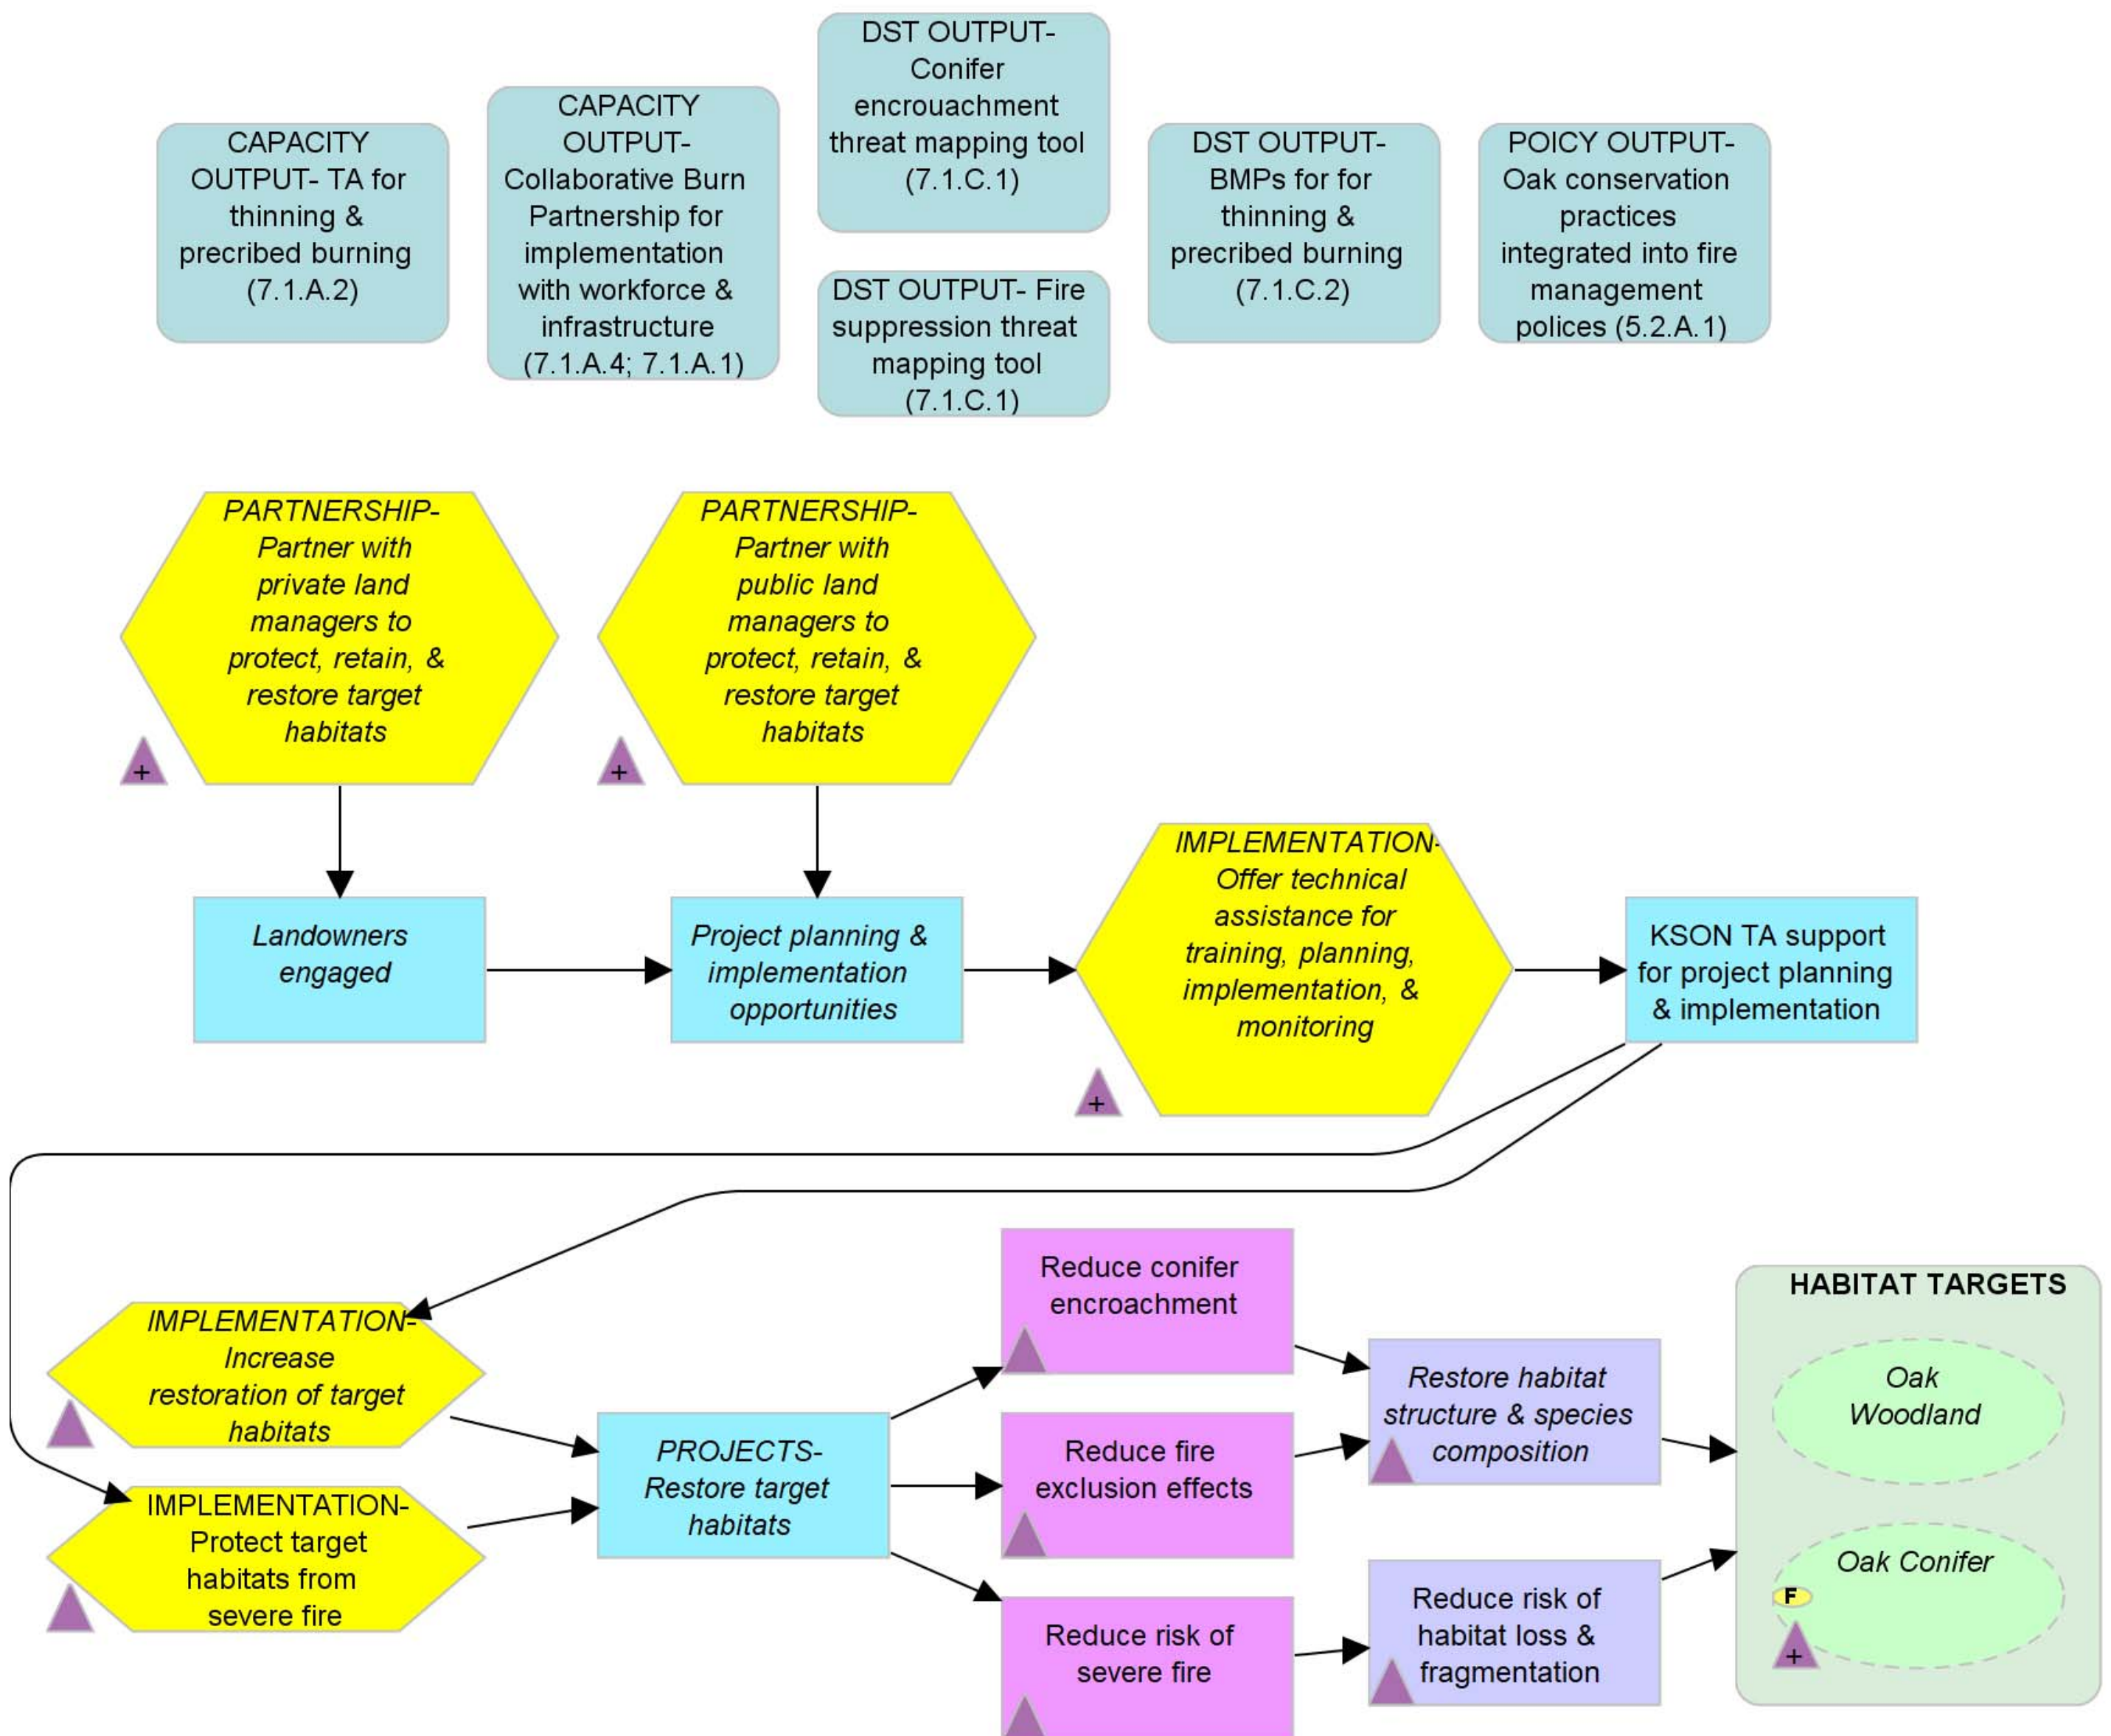 CAPACITY
OUTPUT- TA for
thinning &
precribed burning
(7.1.A.2)
CAPACITY
OUTPUT-
Collaborative Burn
Partnership for
implementation
with workforce &
infrastructure
(7.1.A.4; 7.1.A.1)
DST OUTPUT-
Conifer
encrouachment
threat mapping tool
(7.1.C.1)
DST OUTPUT- Fire
suppression threat
mapping tool
(7.1.C.1)
DST OUTPUT-
BMPs for for
thinning &
precribed burning
(7.1.C.2)
POICY OUTPUT-
Oak conservation
practices
integrated into fire
management
polices (5.2.A.1)
PARTNERSHIP-
Partner with
private land
managers to
protect, retain, &
restore target
habitats
+
PARTNERSHIP-
Partner with
public land
managers to
protect, retain, &
restore target
habitats
+
Landowners
engaged
Project planning &
implementation
opportunities
IMPLEMENTATION-
Offer technical
assistance for
training, planning,
implementation, &
monitoring
+
KSON TA support
for project planning
& implementation
IMPLEMENTATION-
Increase
restoration of target
habitats
IMPLEMENTATION-
Protect target
habitats from
severe fire
PROJECTS-
Restore target
habitats
Reduce conifer
encroachment
Reduce fire
exclusion effects
Reduce risk of
severe fire
Restore habitat
structure & species
composition
Reduce risk of
habitat loss &
fragmentation
HABITAT TARGETS
Oak
Woodland
Oak Conifer
F
+